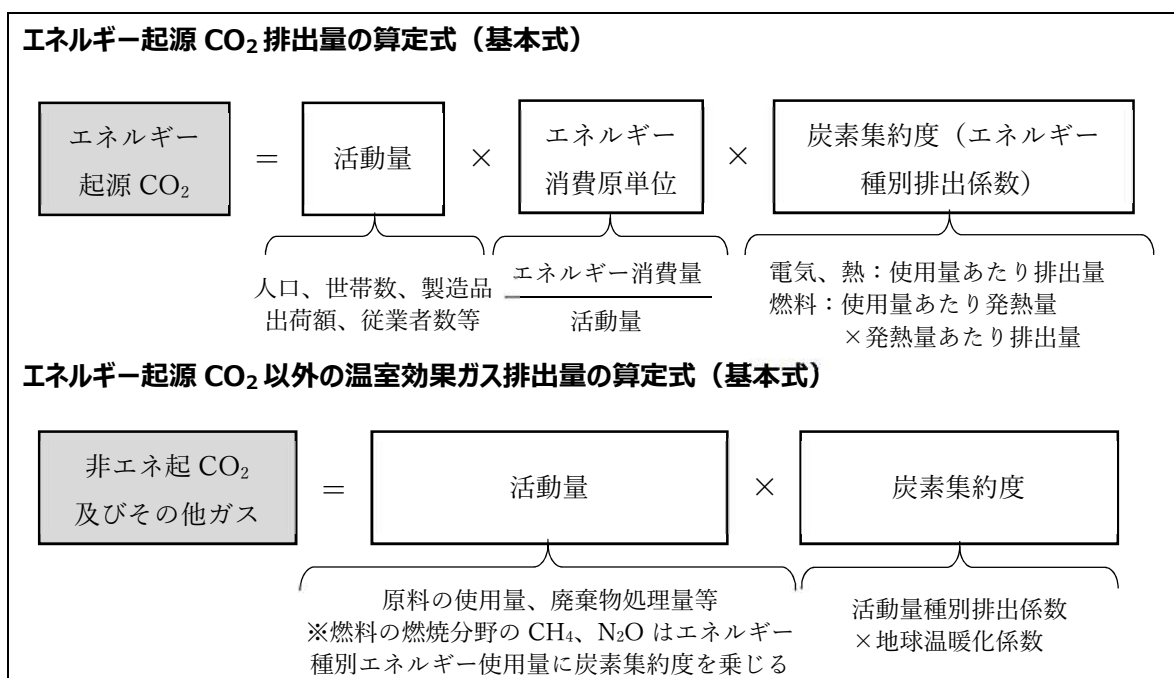 エネルギー起源 CO₂ 排出量の算定式（基本式）
エネルギー
起源 CO₂
＝
活動量
×
エネルギー
消費原単位
×
炭素集約度（エネルギー
種別排出係数）
人口、世帯数、製造品
出荷額、従業者数等
エネルギー消費量
活動量
電気、熱：使用量あたり排出量
燃料：使用量あたり発熱量
×発熱量あたり排出量
エネルギー起源 CO₂ 以外の温室効果ガス排出量の算定式（基本式）
非エネ起 CO₂
及びその他ガス
＝
活動量
×
炭素集約度
原料の使用量、廃棄物処理量等
※燃料の燃焼分野の CH₄、N₂O はエネルギー
種別エネルギー使用量に炭素集約度を乗じる
活動量種別排出係数
×地球温暖化係数